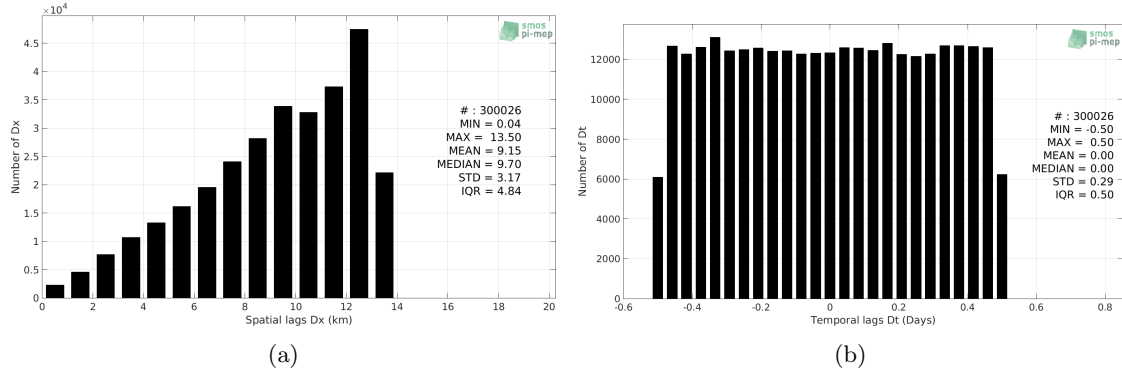 ×10⁴
4.5
4
3.5
3
2.5
2
1.5
1
0.5
0
Number of Dx
0 2 4 6 8 10 12 14 16 18 20
Spatial lags Dx (km)
smos
pi-mep
# : 300026
MIN = 0.04
MAX = 13.50
MEAN = 9.15
MEDIAN = 9.70
STD = 3.17
IQR = 4.84
(a)
12000
10000
8000
6000
4000
2000
0
Number of Dt
-0.6 -0.4 -0.2 0 0.2 0.4 0.6 0.8
Temporal lags Dt (Days)
smos
pi-mep
# : 300026
MIN = -0.50
MAX = 0.50
MEAN = 0.00
MEDIAN = 0.00
STD = 0.29
IQR = 0.50
(b)